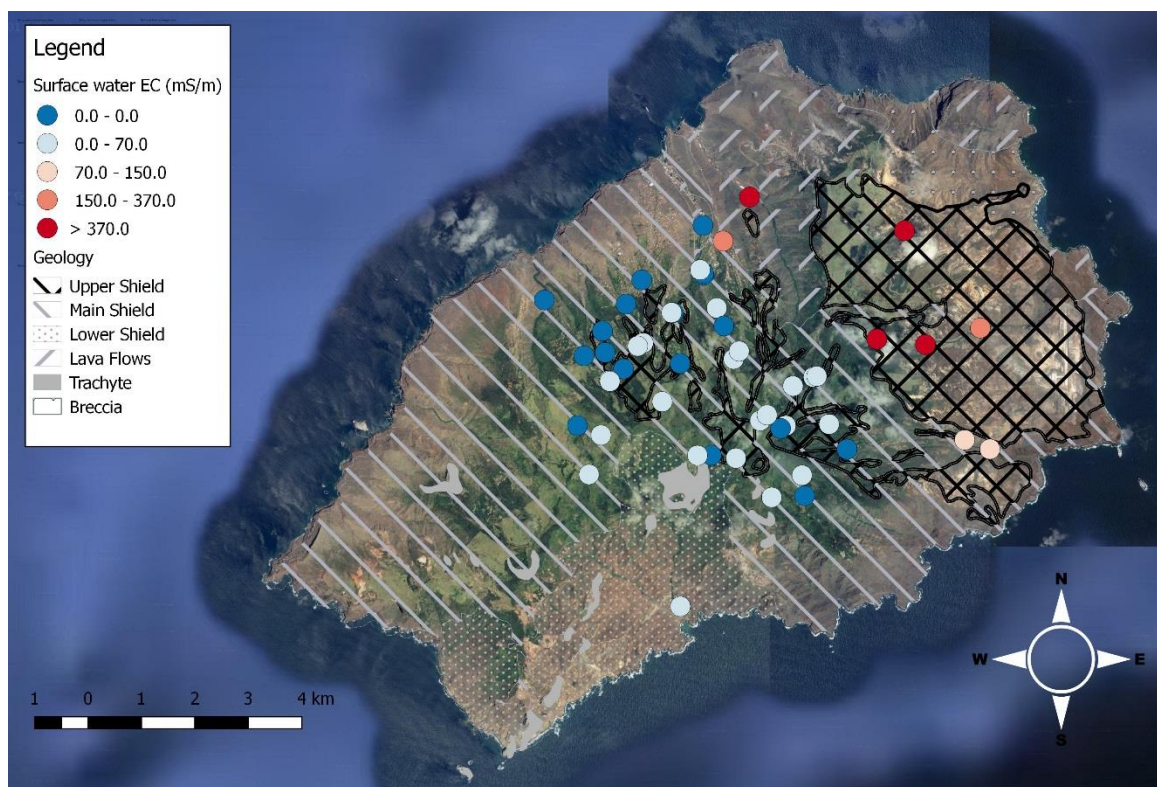 Legend
Surface water EC (mS/m)
0.0 - 0.0
0.0 - 70.0
70.0 - 150.0
150.0 - 370.0
> 370.0
Geology
Upper Shield
Main Shield
Lower Shield
Lava Flows
Trachyte
Breccia
1 0 1 2 3 4 km
N
W E
S